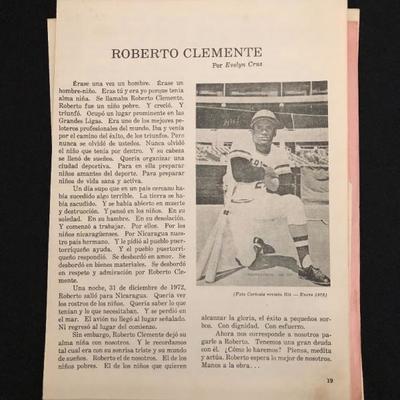 ROBERTO CLEMENTE
Por Evelyn Cruz
Érase una vez un hombre. Érase un
hombre-niño. Eras tú y era yo porque tenía
alma niña. Se llamaba Roberto Clemente.
Roberto fue un niño pobre. Y creció. Y
triunfó. Ocupó un lugar prominente en las
Grandes Ligas. Era uno de los mejores pe-
loteros profesionales del mundo. Iba y venía
por el camino del éxito, de los triunfos. Pero
nunca se olvidó de ustedes. Nunca olvidó
el niño que tenía por dentro. Y su cabeza
se llenó de sueños. Quería organizar una
ciudad deportiva. Para en ella preparar
niños amantes del deporte. Para preparar
niños de vida sana y activa.
Un día supo que en un país cercano ha-
bía sucedido algo terrible. La tierra se ha-
bía sacudido. Y se había abierto en muerte
y destrucción. Y pensó en los niños. En su
soledad. En su hambre. En su desolación.
Y comenzó a trabajar. Por ellos. Por los
niños nicaragüenses. Por Nicaragua nues-
tro país hermano. Y le pidió al pueblo puer-
torriqueño ayuda. Y el pueblo puertorri-
queño respondió. Se desbordó en amor. Se
desbordó en bienes materiales. Se desbordó
en respeto y admiración por Roberto Cle-
mente.
Una noche, 31 de diciembre de 1972,
Roberto salió para Nicaragua. Quería ver
los rostros de los niños. Quería saber lo que
tenían y lo que necesitaban. Y se perdió en
el mar. El avión no llegó al lugar señalado.
Ni regresó al lugar del comienzo.
Sin embargo, Roberto Clemente dejó su
alma niña con nosotros. Y le recordamos
tal cual era con su sonrisa triste y su mundo
de sueños. Roberto el de nosotros. El de los
niños pobres. El de los niños que quieren
(Foto Cortesía revista Hit — Enero 1973)
alcanzar la gloria, el éxito a pequeños sor-
bos. Con dignidad. Con esfuerzo.
Ahora nos corresponde a nosotros pa-
garle a Roberto. Tenemos una gran deuda
con él. ¿Cómo lo haremos? Piensa, medita
y actúa. Roberto espera lo mejor de nosotros.
Manos a la obra...
19